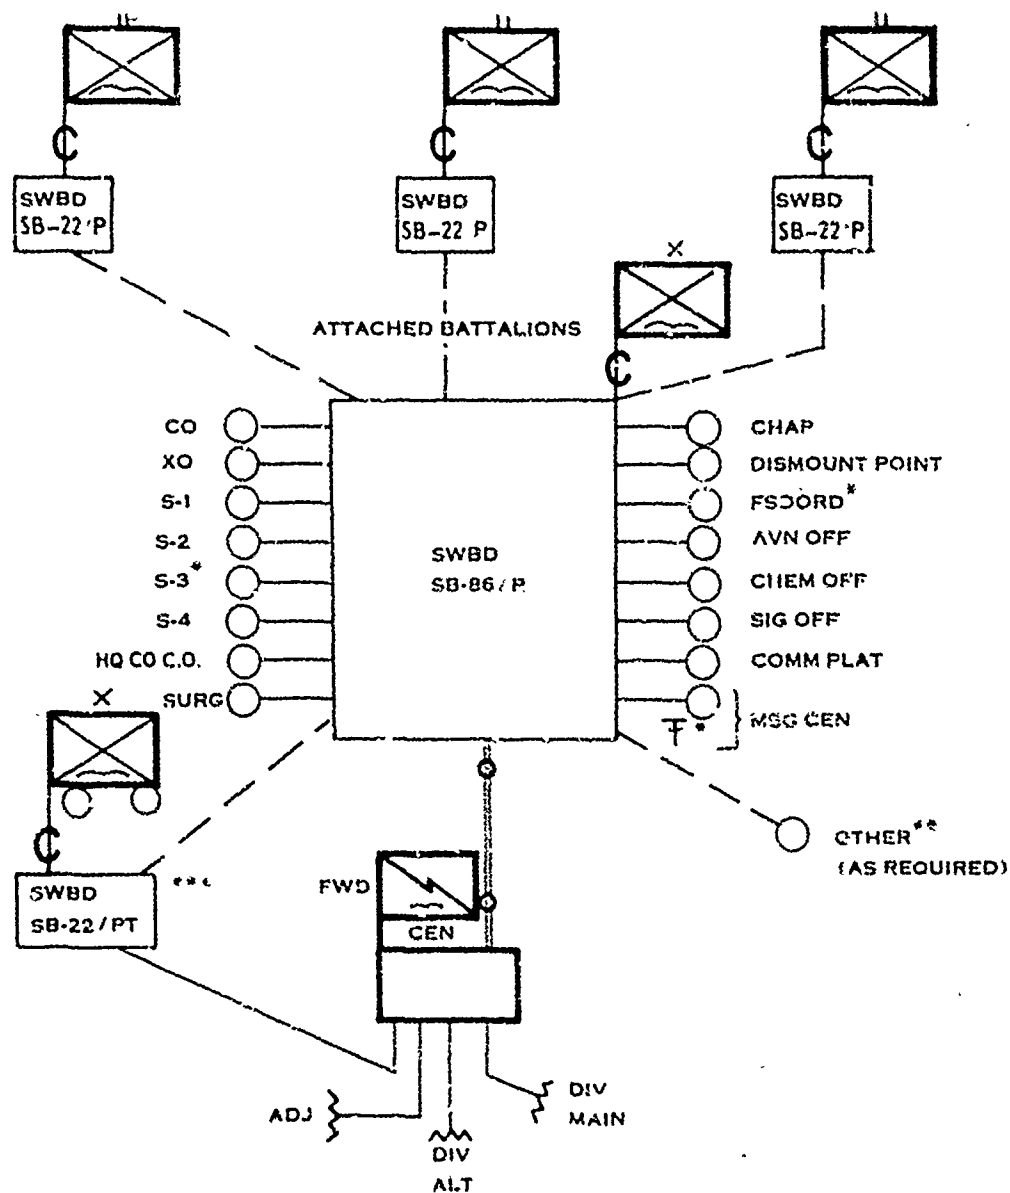 SWBD
SB-22/P
SWBD
SB-22 P
SWBD
SB-22 P
X
ATTACHED BATTALIONS
CO
XO
S-1
S-2
S-3*
S-4
HQ CO C.O.
SURG
SWBD
SB-86/P
CHAP
DISMOUNT POINT
FSCORD*
AVN OFF
CHEM OFF
SIG OFF
COMM PLAT
MSG CEN
*
X
SWBD
SB-22/PT
***
FWD
CEN
OTHER**
(AS REQUIRED)
ADJ
DIV
MAIN
DIV
ALT